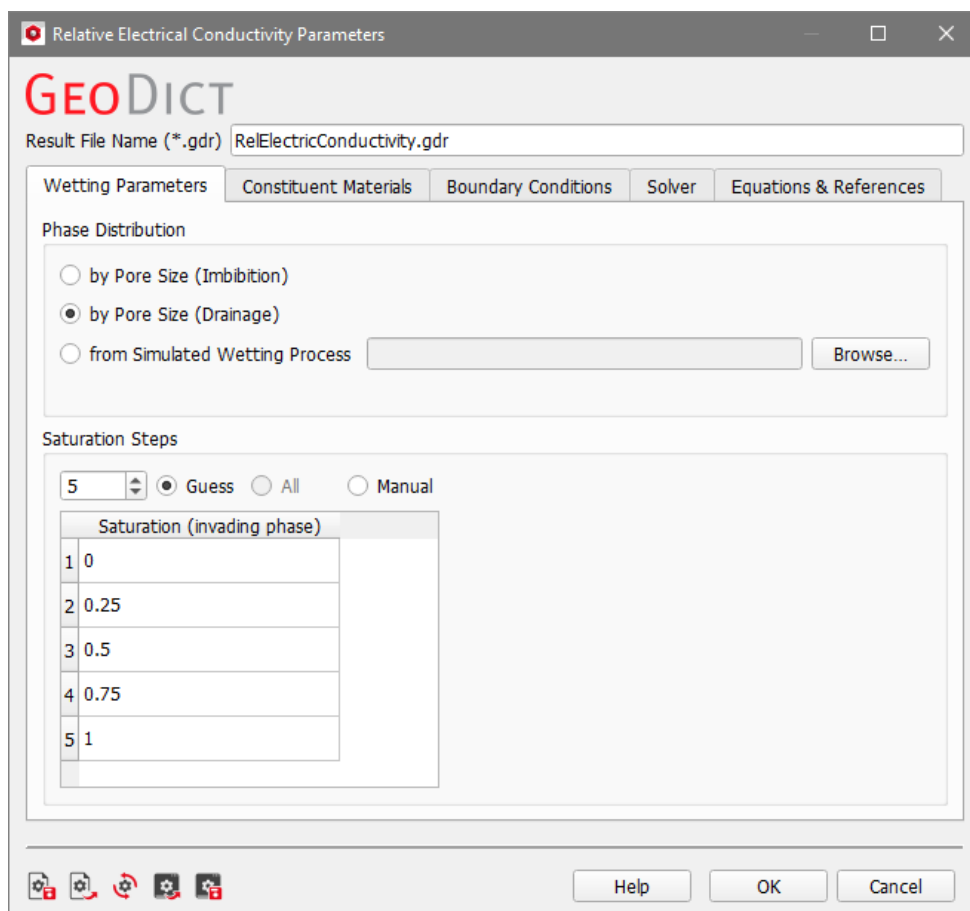 Relative Electrical Conductivity Parameters
GEODICT
Result File Name (*.gdr) RelElectricConductivity.gdr
Wetting Parameters Constituent Materials Boundary Conditions Solver Equations & References
Phase Distribution
by Pore Size (Imbibition)
by Pore Size (Drainage)
from Simulated Wetting Process Browse...
Saturation Steps
5 Guess All Manual
Saturation (invading phase)
1 0
2 0.25
3 0.5
4 0.75
5 1
Help OK Cancel